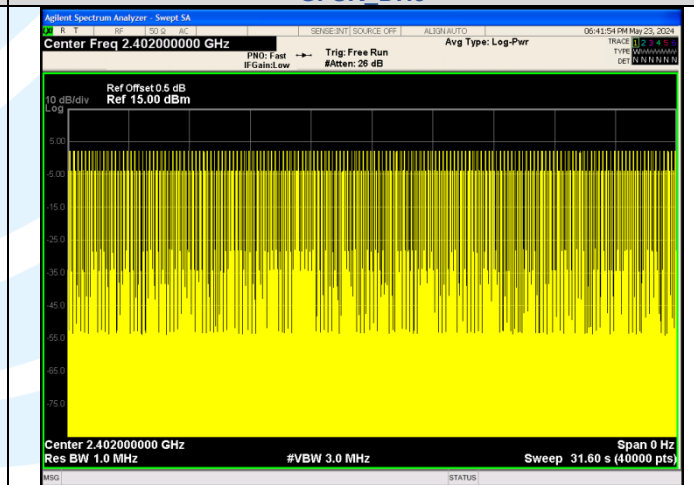 Agilent Spectrum Analyzer - Swept SA
R T RF 50 Ω AC SENSE:INT SOURCE OFF ALIGN AUTO 06:41:54 PM May 23, 2024
Center Freq 2.402000000 GHz
PNO: Fast
IFGain:Low
Trig: Free Run
#Atten: 26 dB
Avg Type: Log-Pwr
TRACE 1 2 3 4 5 6
TYPE W
DET N N N N N N
Ref Offset 0.5 dB
10 dB/div Ref 15.00 dBm
Log
5.00
-5.00
-15.0
-25.0
-35.0
-45.0
-55.0
-65.0
-75.0
Center 2.402000000 GHz Span 0 Hz
Res BW 1.0 MHz #VBW 3.0 MHz Sweep 31.60 s (40000 pts)
MSG STATUS